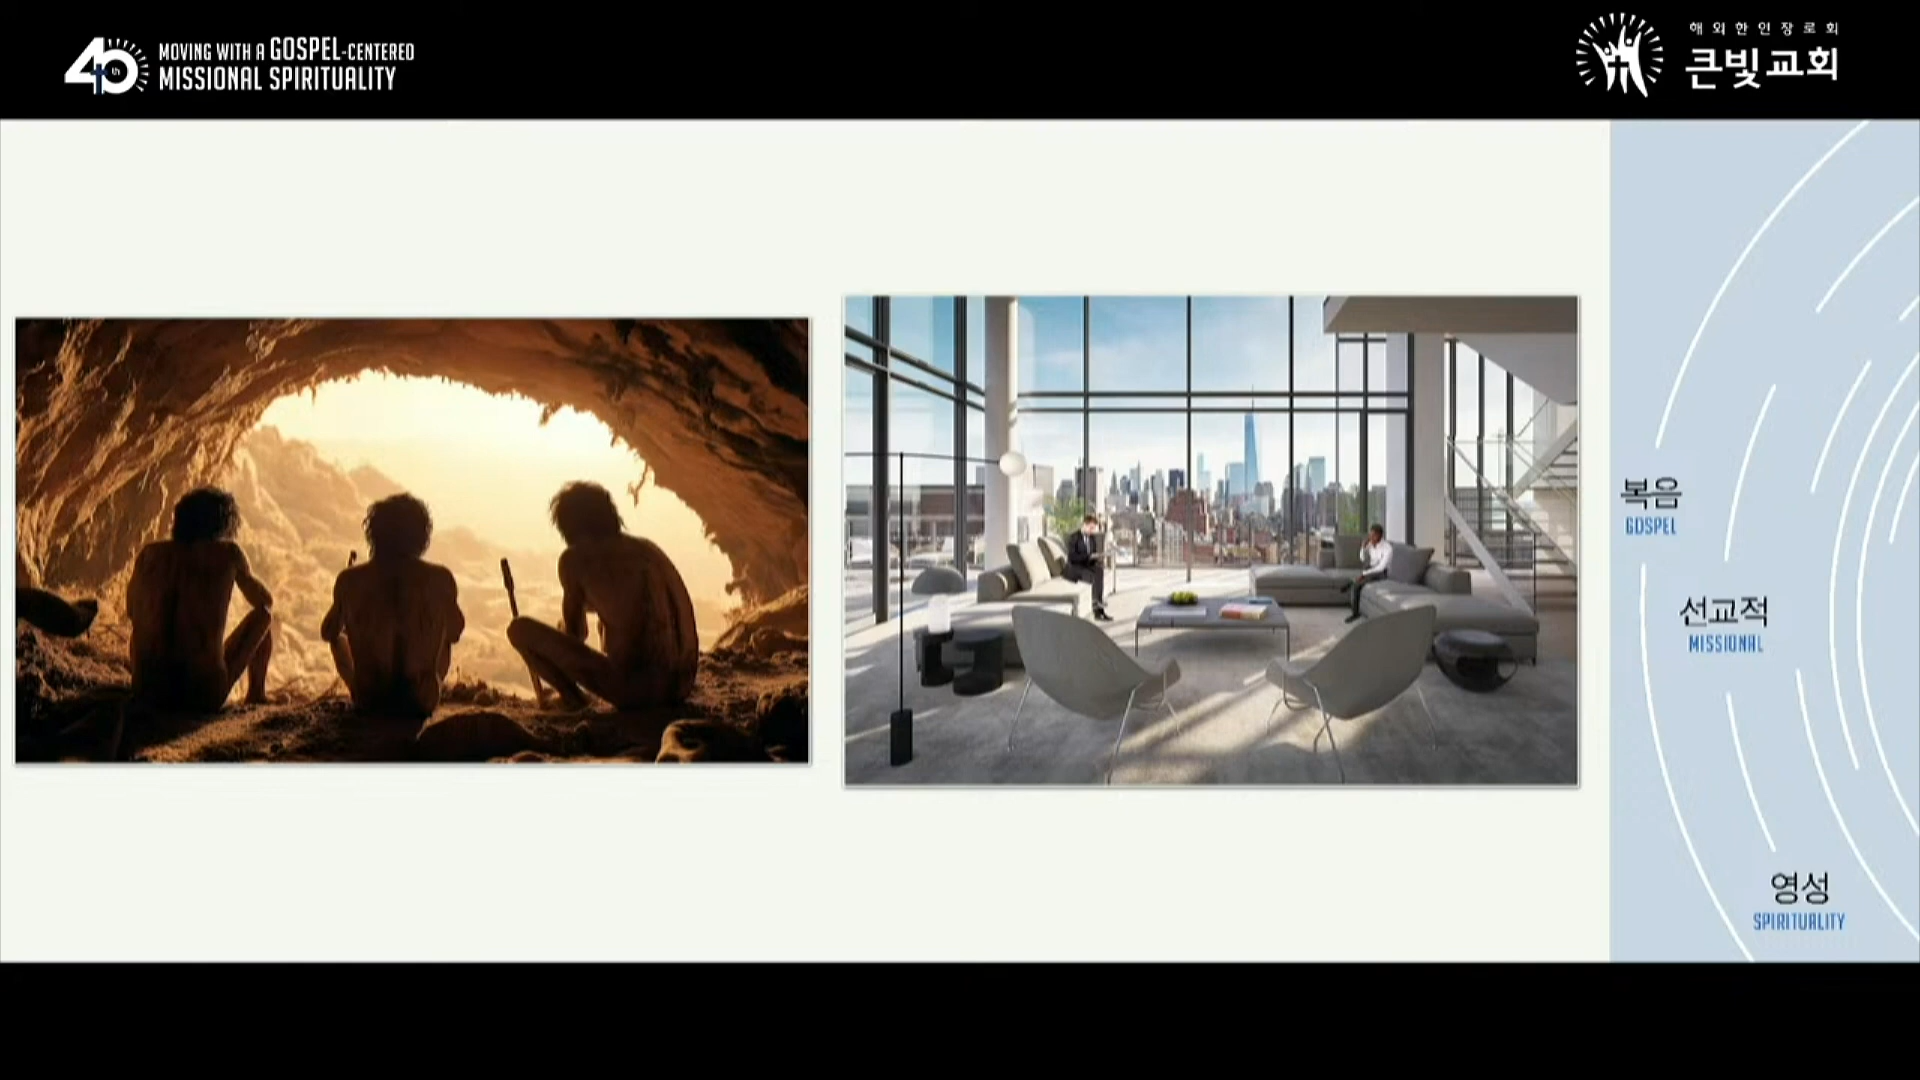 40th
MOVING WITH A GOSPEL-CENTERED
MISSIONAL SPIRITUALITY
해외한인장로회
큰빛교회
복음
GOSPEL
선교적
MISSIONAL
영성
SPIRITUALITY